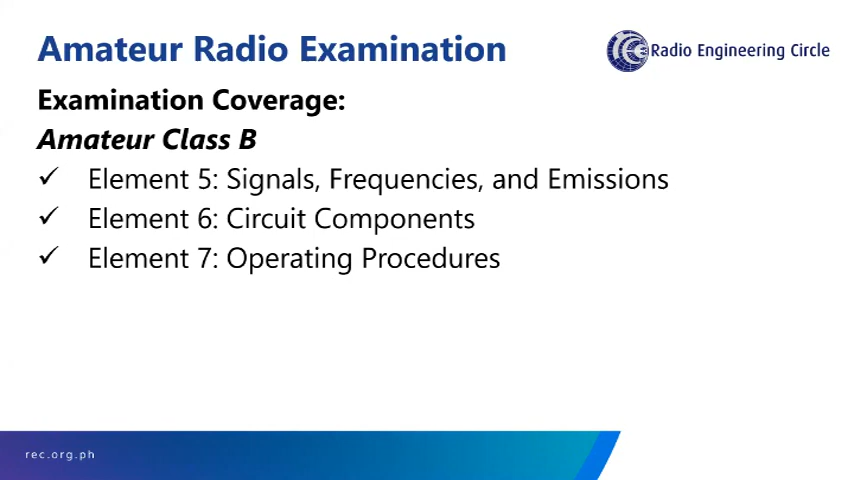 Amateur Radio Examination
Radio Engineering Circle
Examination Coverage:
Amateur Class B
✓ Element 5: Signals, Frequencies, and Emissions
✓ Element 6: Circuit Components
✓ Element 7: Operating Procedures
rec.org.ph